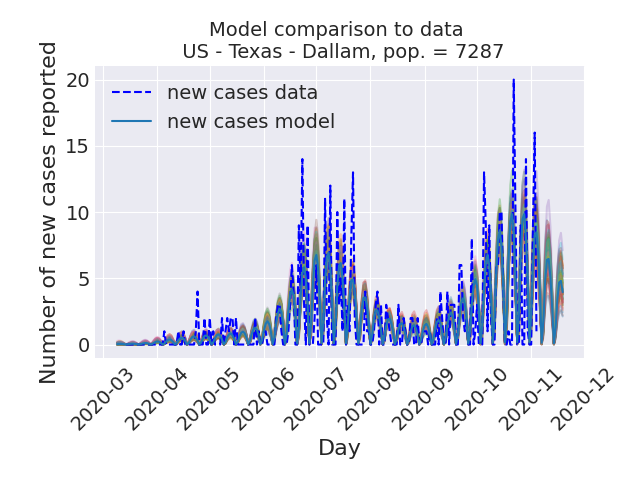 Model comparison to data
US - Texas - Dallam, pop. = 7287
Number of new cases reported
20
15
10
5
0
new cases data
new cases model
2020-03
2020-04
2020-05
2020-06
2020-07
2020-08
2020-09
2020-10
2020-11
2020-12
Day